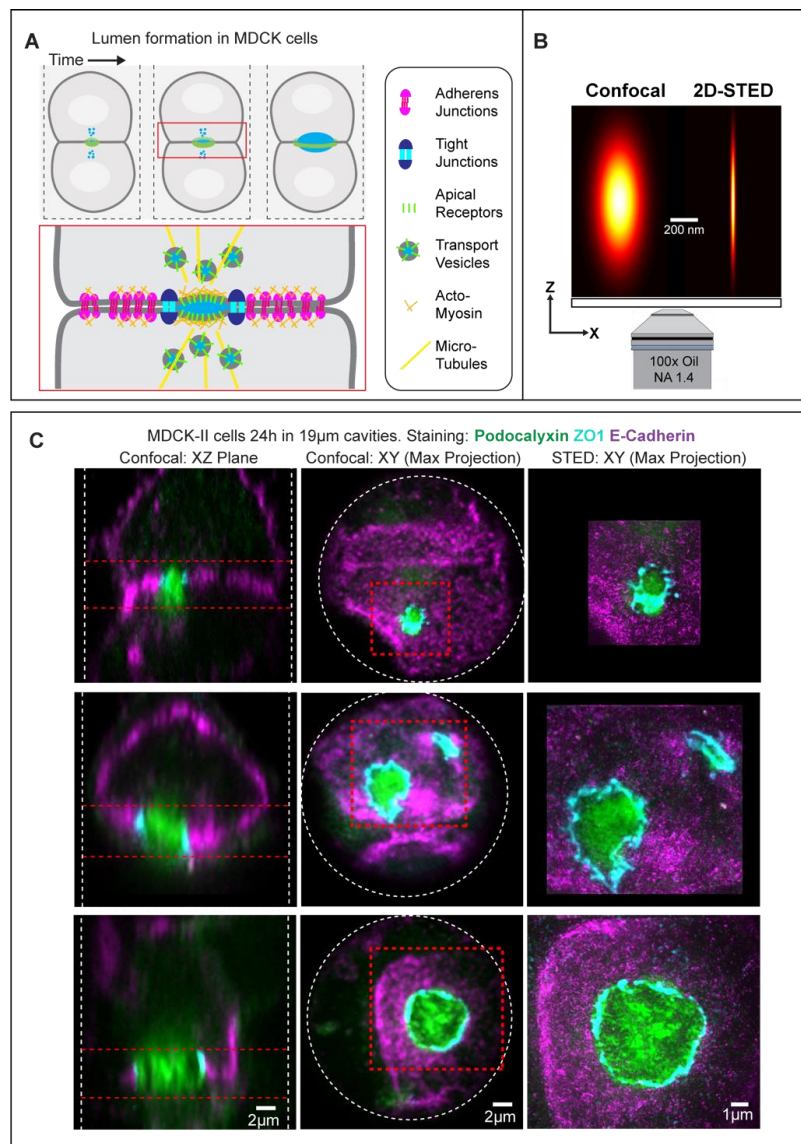 A
Lumen formation in MDCK cells
Time
Adherens
Junctions
Tight
Junctions
Apical
Receptors
Transport
Vesicles
Acto-
Myosin
Micro-
Tubules
B
Confocal 2D-STED
200 nm
Z
X
100x Oil
NA 1.4
C
MDCK-II cells 24h in 19µm cavities. Staining: Podocalyxin ZO1 E-Cadherin
Confocal: XZ Plane Confocal: XY (Max Projection) STED: XY (Max Projection)
2µm 2µm 1µm